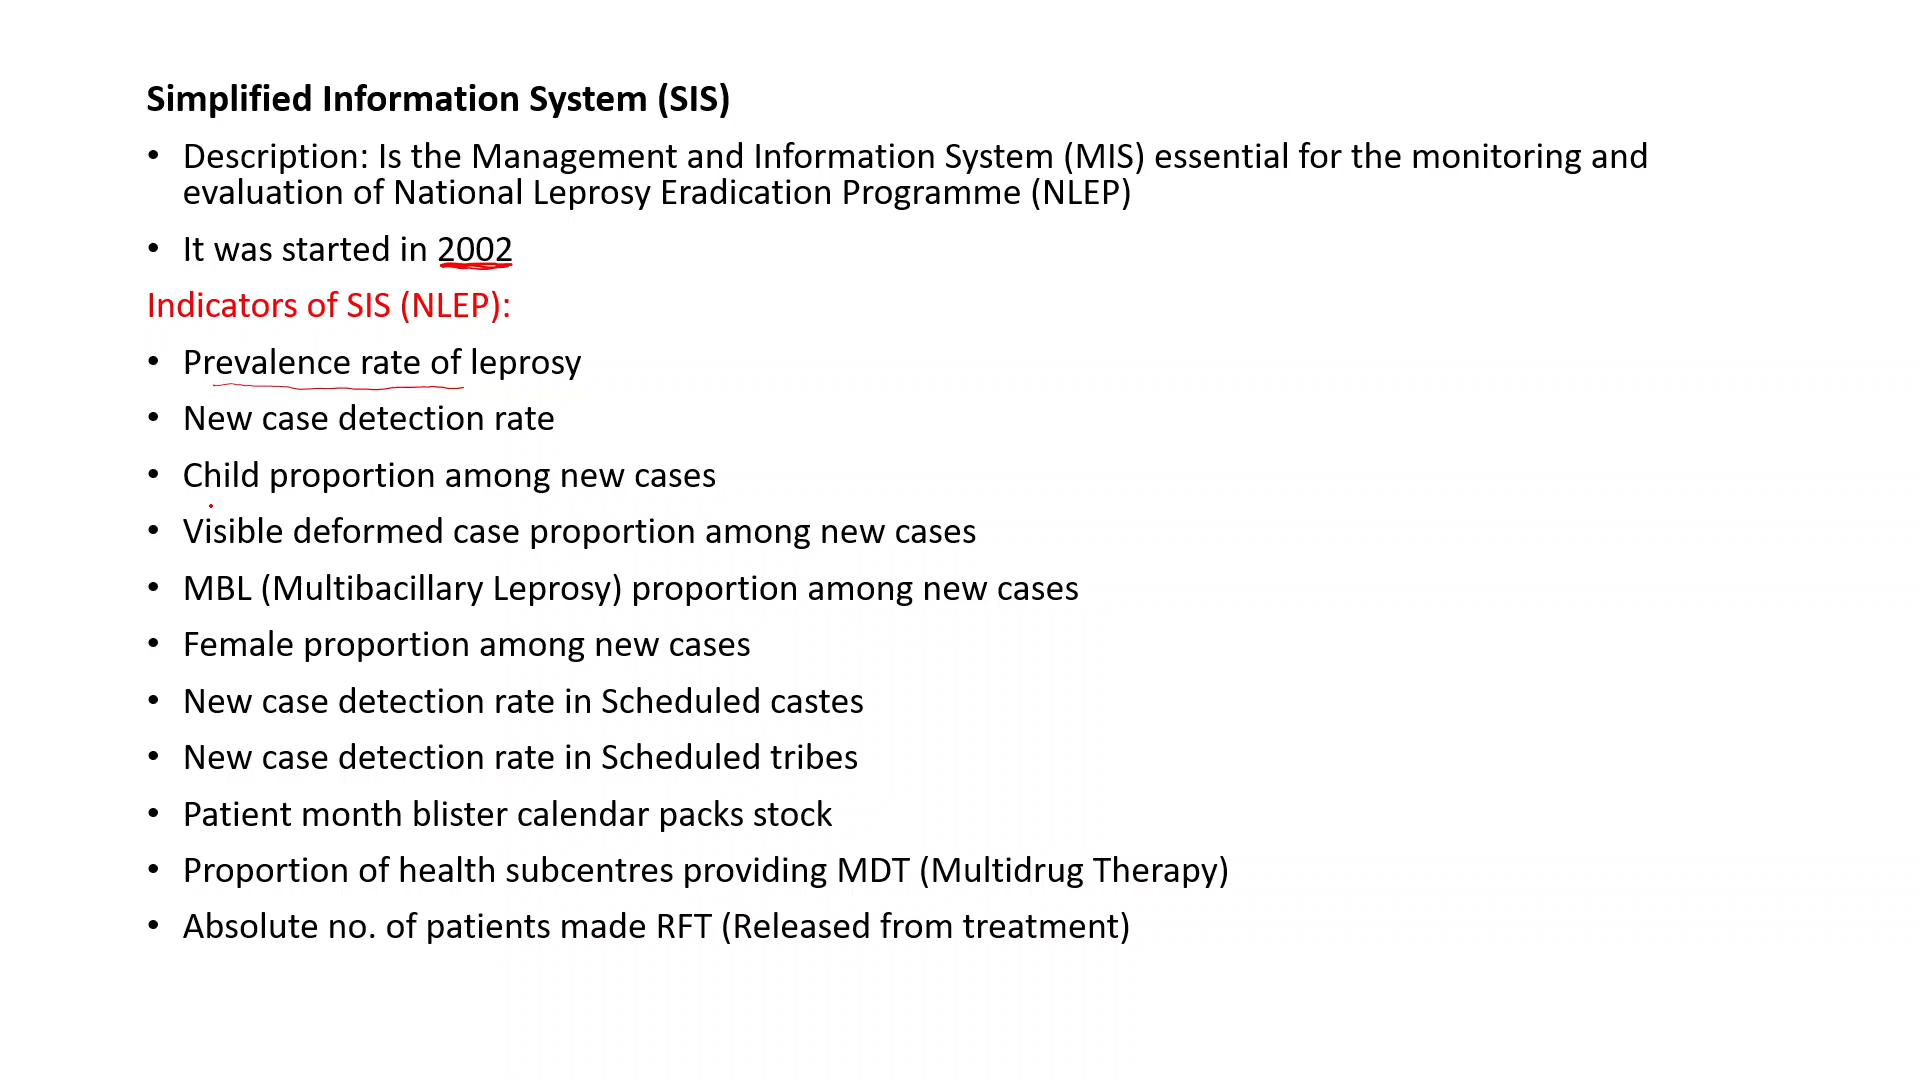 Simplified Information System (SIS)
• Description: Is the Management and Information System (MIS) essential for the monitoring and
evaluation of National Leprosy Eradication Programme (NLEP)
• It was started in 2002
Indicators of SIS (NLEP):
• Prevalence rate of leprosy
• New case detection rate
• Child proportion among new cases
• Visible deformed case proportion among new cases
• MBL (Multibacillary Leprosy) proportion among new cases
• Female proportion among new cases
• New case detection rate in Scheduled castes
• New case detection rate in Scheduled tribes
• Patient month blister calendar packs stock
• Proportion of health subcentres providing MDT (Multidrug Therapy)
• Absolute no. of patients made RFT (Released from treatment)